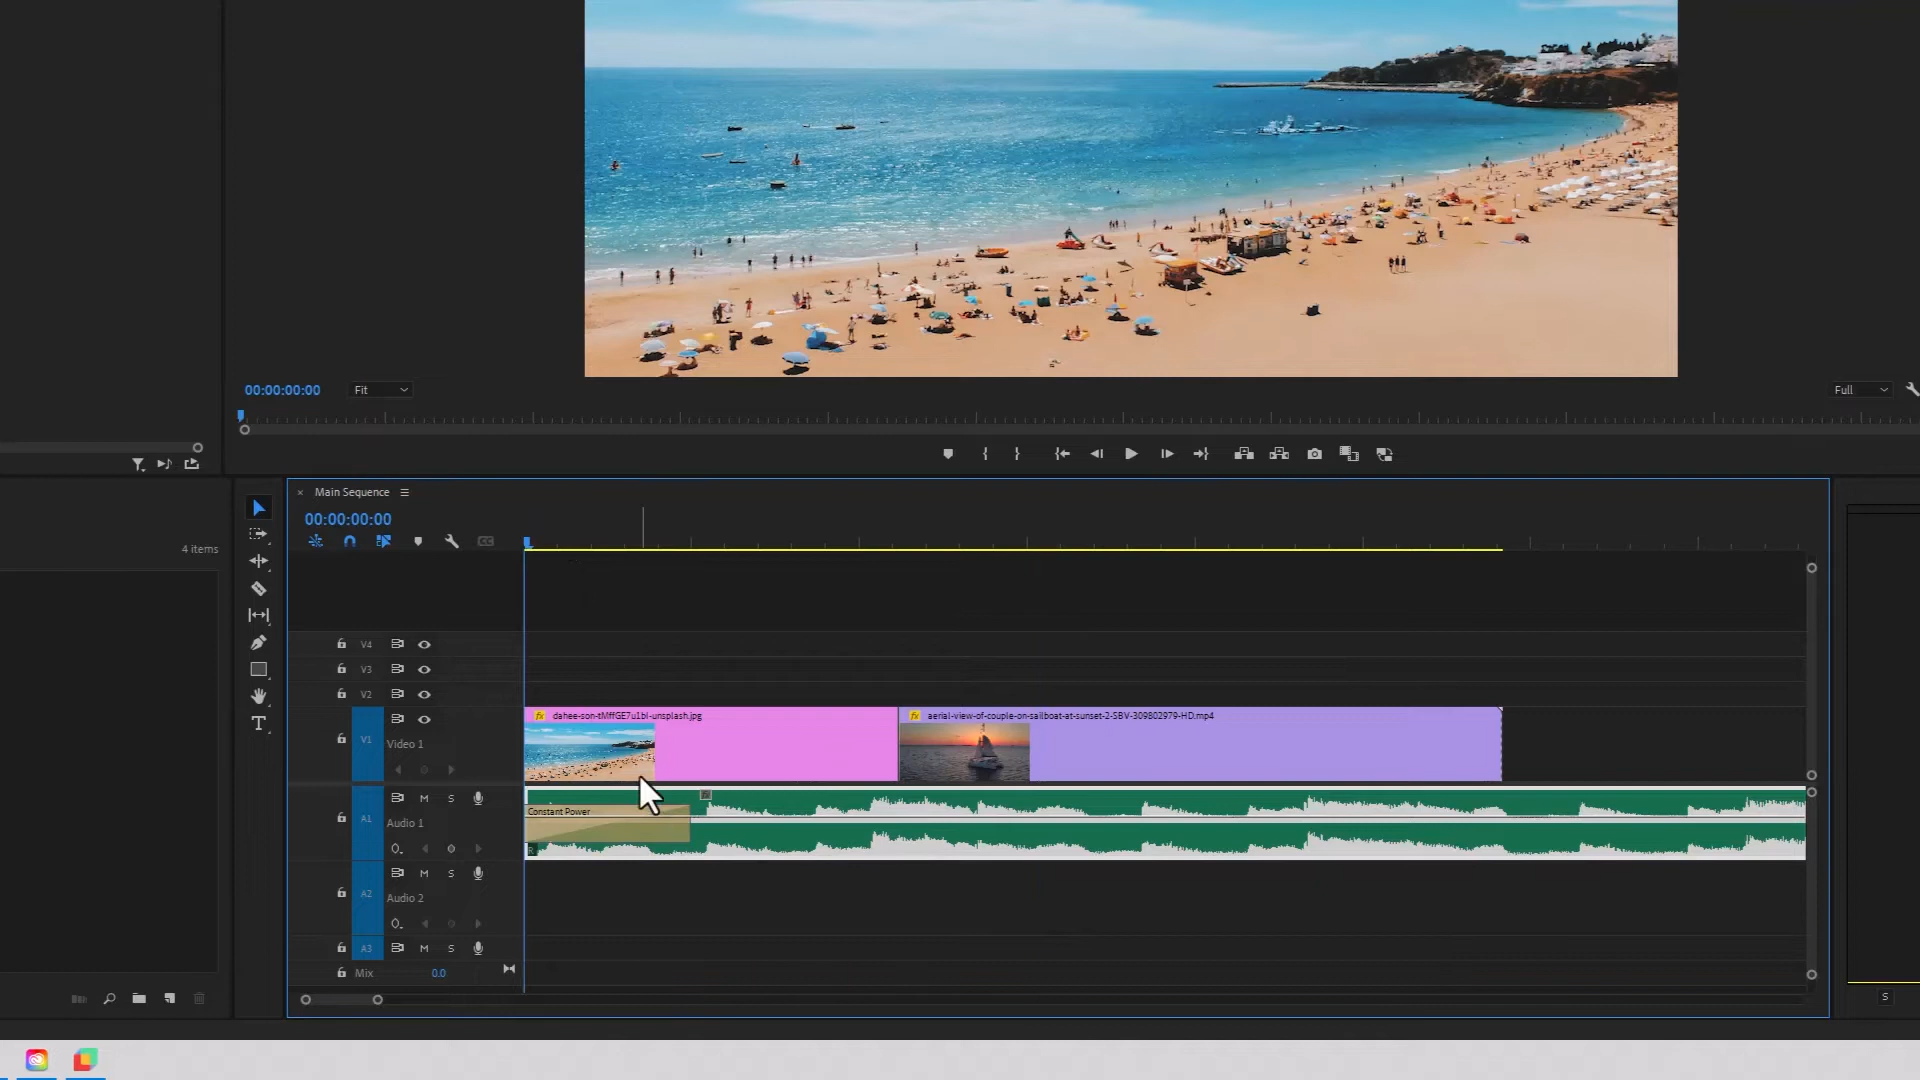 00:00:00:00
Fit
Full
4 items
Main Sequence
00:00:00:00
V4
V3
V2
V1
Video 1
dahee-son-tMffGE7u1bI-unsplash.jpg
aerial-view-of-couple-on-sailboat-at-sunset-2-SBV-309802979-HD.mp4
A1
M
S
Audio 1
Constant Power
R
A2
M
S
Audio 2
A3
M
S
Mix
0.0
S